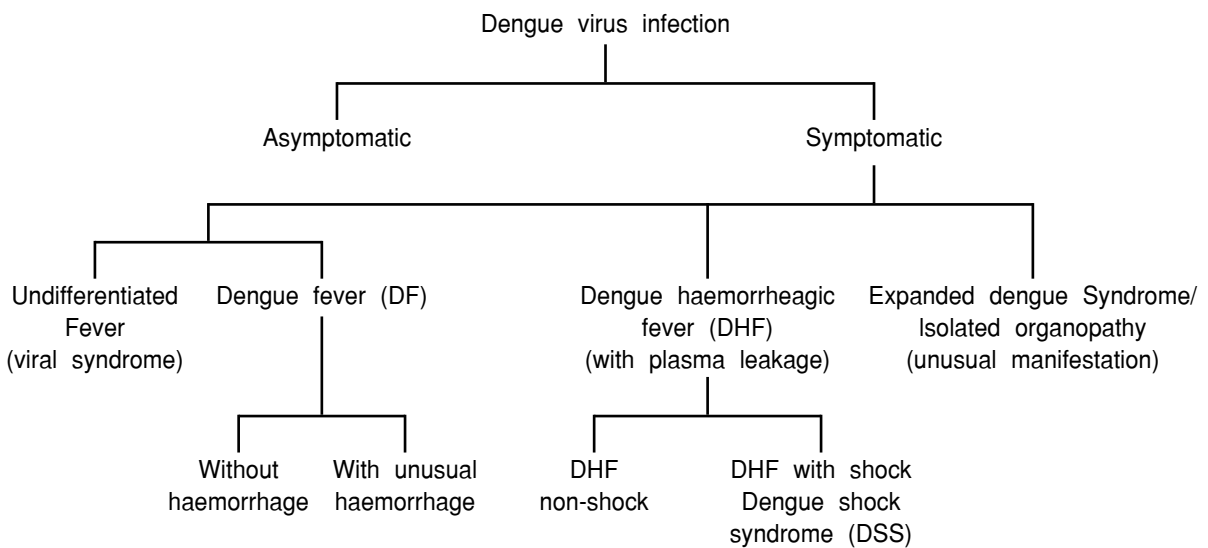 Dengue virus infection
Asymptomatic
Symptomatic
Undifferentiated
Fever
(viral syndrome)
Dengue fever (DF)
Dengue haemorrheagic
fever (DHF)
(with plasma leakage)
Expanded dengue Syndrome/
Isolated organopathy
(unusual manifestation)
Without
haemorrhage
With unusual
haemorrhage
DHF
non-shock
DHF with shock
Dengue shock
syndrome (DSS)